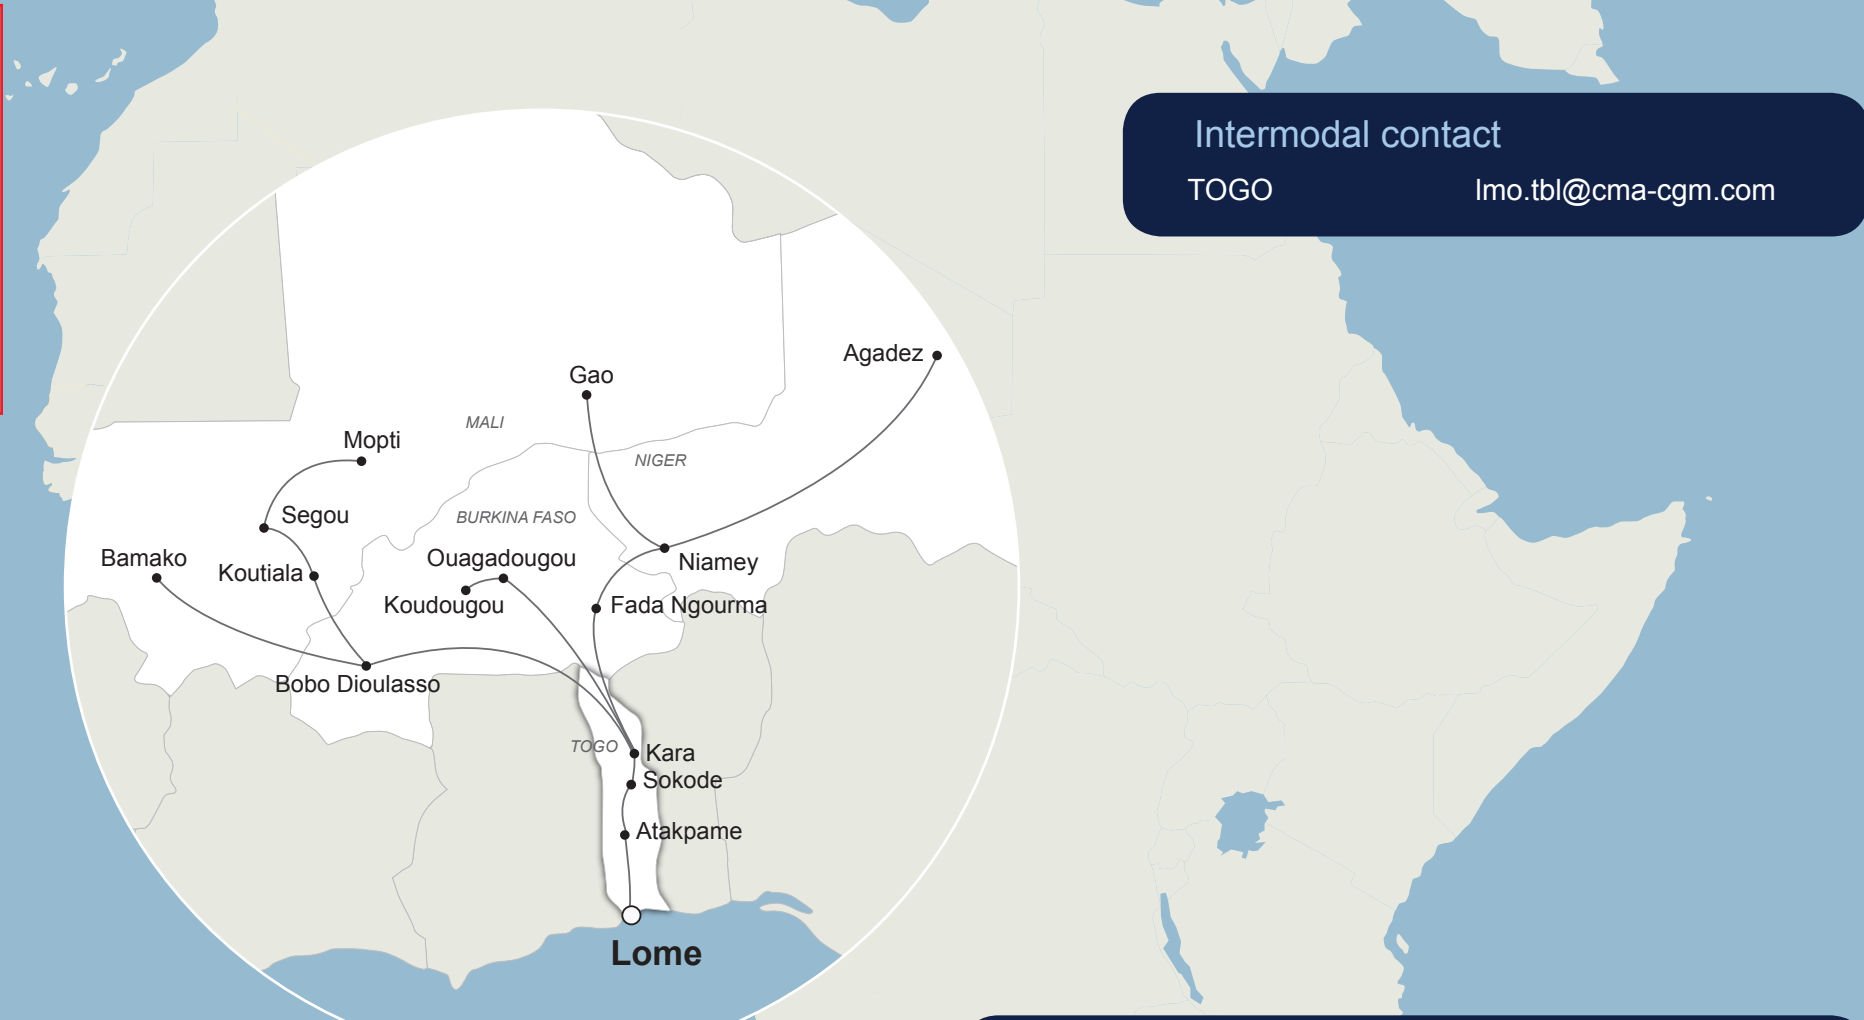 Intermodal contact
TOGO lmo.tbl@cma-cgm.com
Agadez
Gao
MALI
Mopti
NIGER
Segou
BURKINA FASO
Bamako
Ouagadougou
Niamey
Koutiala
Koudougou
Fada Ngourma
Bobo Dioulasso
TOGO
Kara
Sokode
Atakpame
Lome